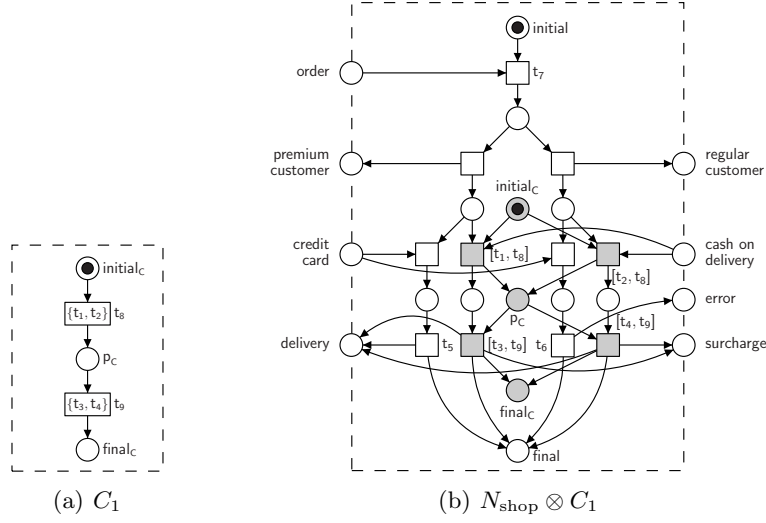 initial
order
t₇
premium
customer
regular
customer
initial_C
credit
card
[t₁, t₈]
cash on
delivery
[t₂, t₈]
error
p_C
[t₄, t₉]
delivery
t₅
[t₃, t₉]
t₆
surcharge
final_C
final
initial_C
{t₁, t₂} t₈
p_C
{t₃, t₄} t₉
final_C
(a) C₁
(b) N_shop ⊗ C₁